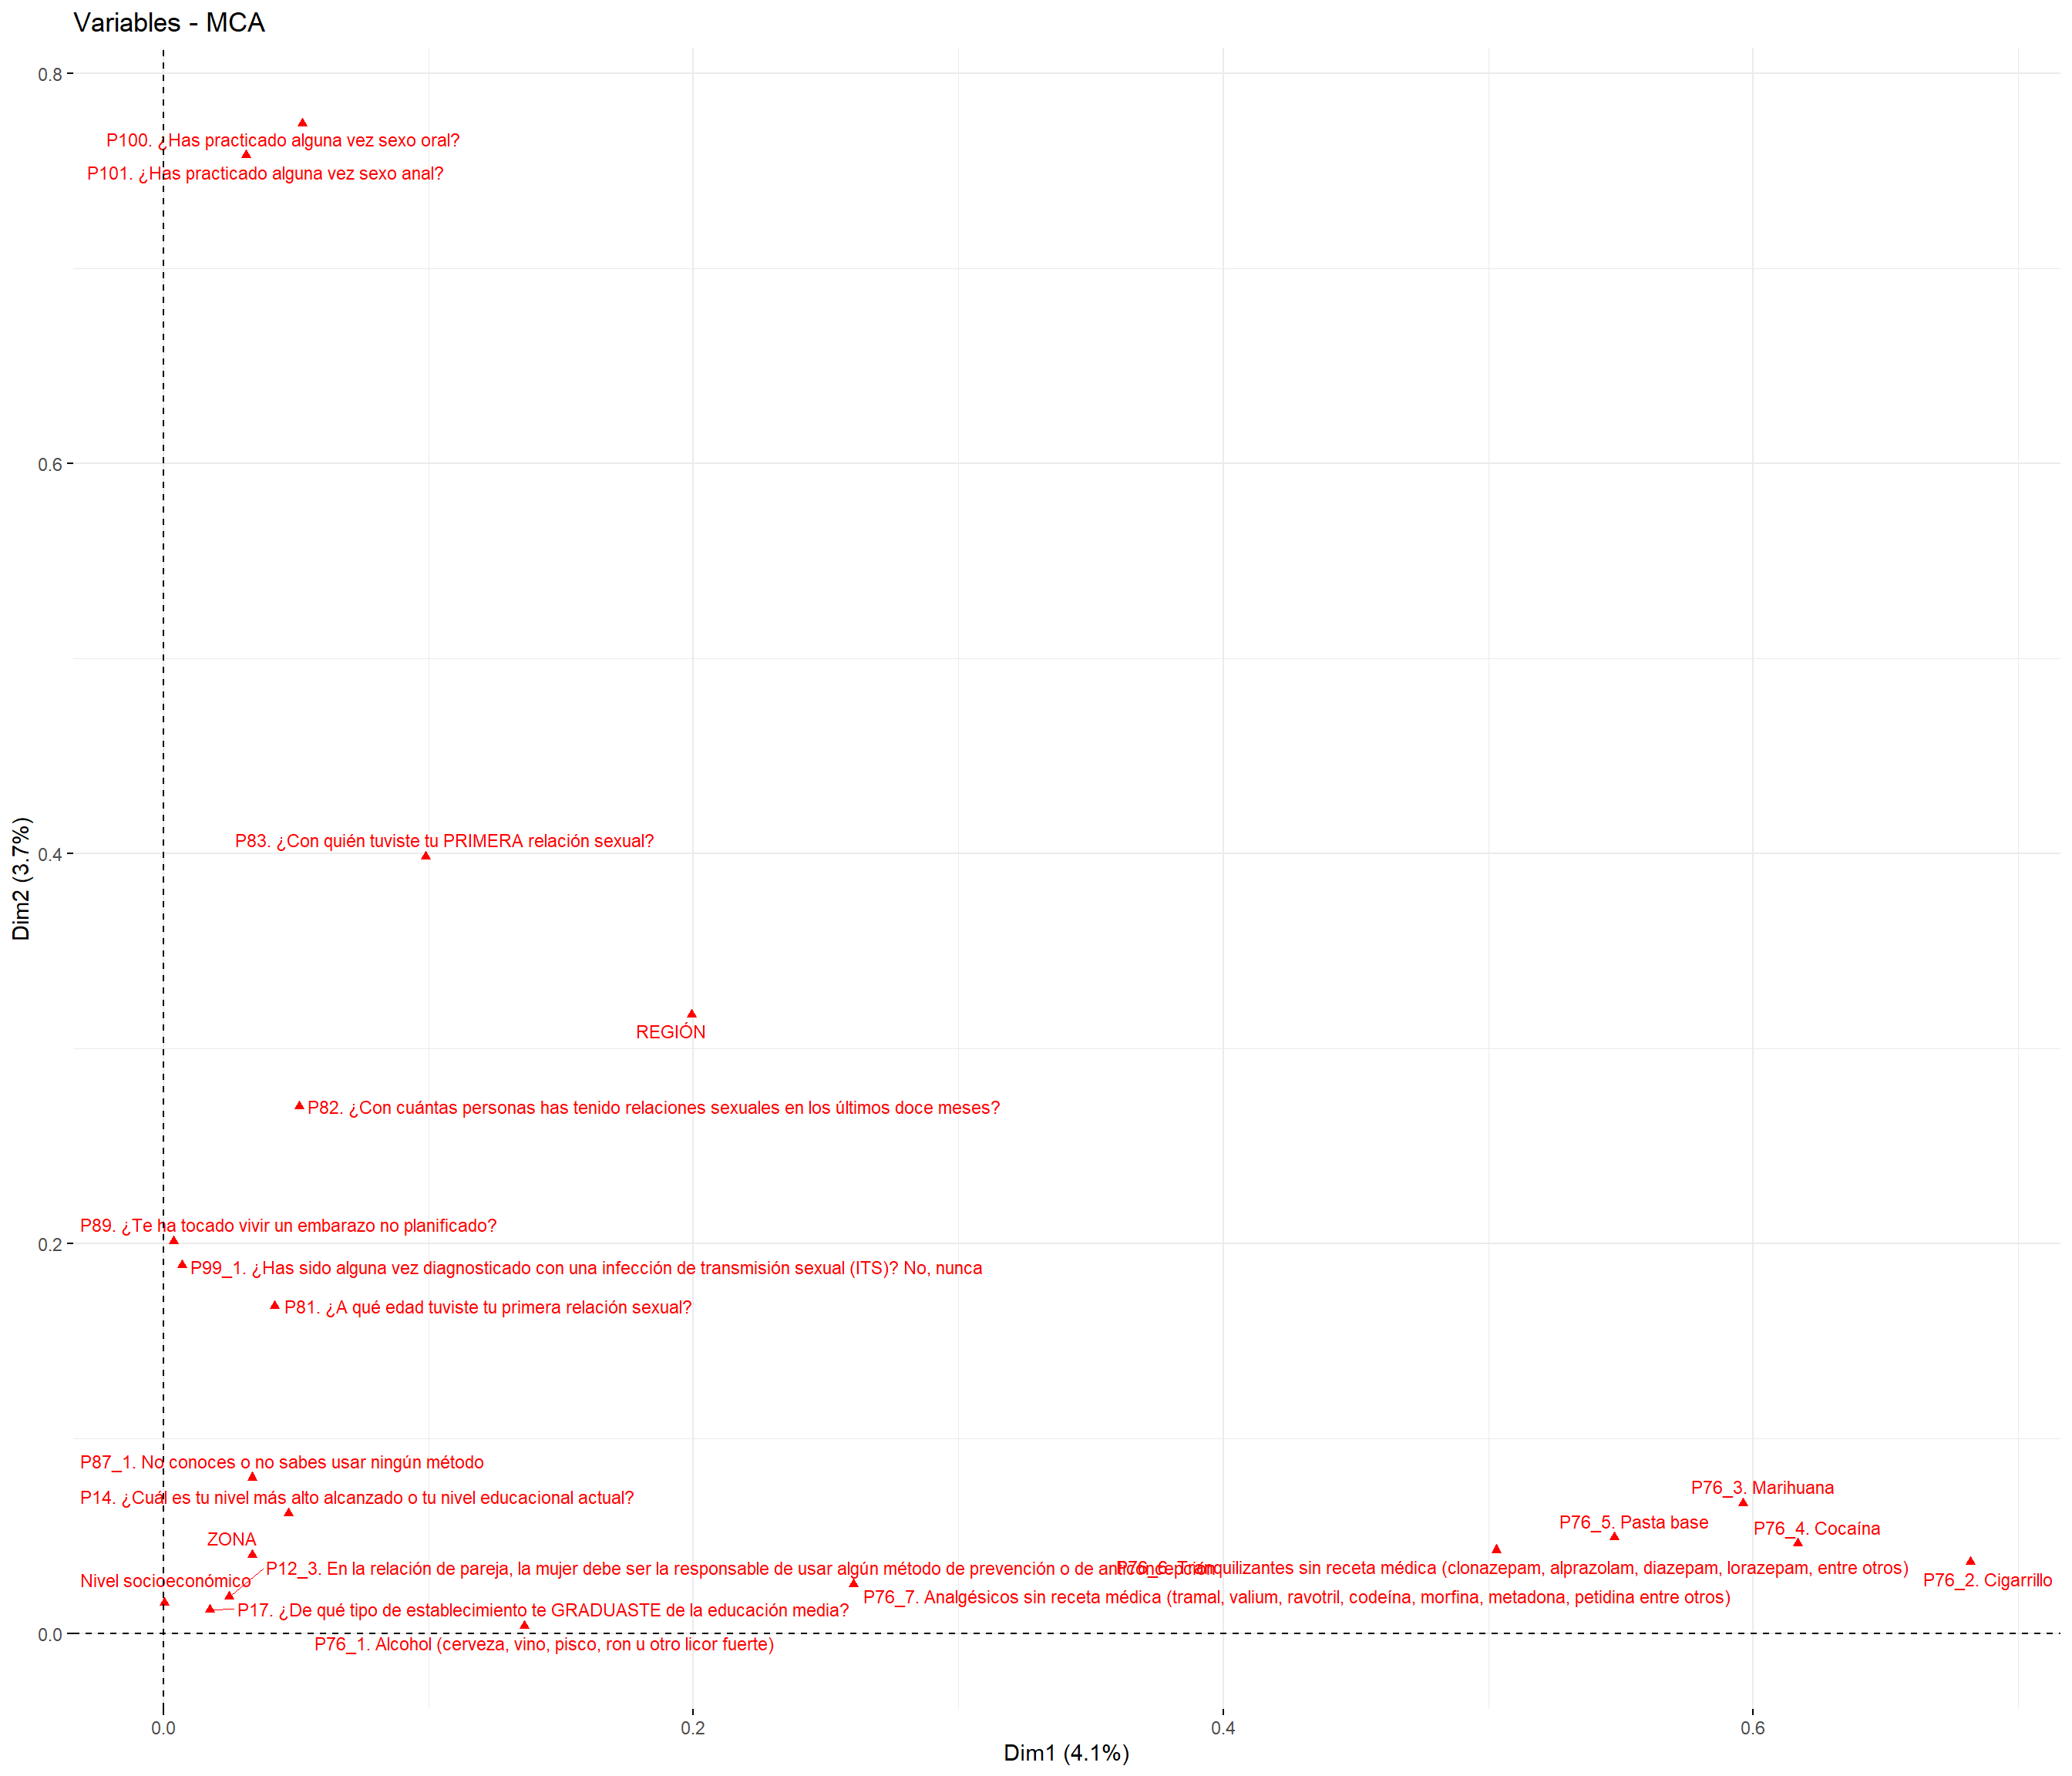 Variables - MCA
0.8
P100. ¿Has practicado alguna vez sexo oral?
P101. ¿Has practicado alguna vez sexo anal?
0.6
P83. ¿Con quién tuviste tu PRIMERA relación sexual?
0.4
Dim2 (3.7%)
REGIÓN
P82. ¿Con cuántas personas has tenido relaciones sexuales en los últimos doce meses?
P89. ¿Te ha tocado vivir un embarazo no planificado?
0.2
P99_1. ¿Has sido alguna vez diagnosticado con una infección de transmisión sexual (ITS)? No, nunca
P81. ¿A qué edad tuviste tu primera relación sexual?
P87_1. No conoces o no sabes usar ningún método
P76_3. Marihuana
P14. ¿Cuál es tu nivel más alto alcanzado o tu nivel educacional actual?
P76_5. Pasta base
P76_4. Cocaína
ZONA
P12_3. En la relación de pareja, la mujer debe ser la responsable de usar algún método de prevención o de anticoncepción
P76_6. Tranquilizantes sin receta médica (clonazepam, alprazolam, diazepam, lorazepam, entre otros)
Nivel socioeconómico
P76_2. Cigarrillo
P76_7. Analgésicos sin receta médica (tramal, valium, ravotril, codeína, morfina, metadona, petidina entre otros)
P17. ¿De qué tipo de establecimiento te GRADUASTE de la educación media?
0.0
P76_1. Alcohol (cerveza, vino, pisco, ron u otro licor fuerte)
0.0
0.2
0.4
0.6
Dim1 (4.1%)